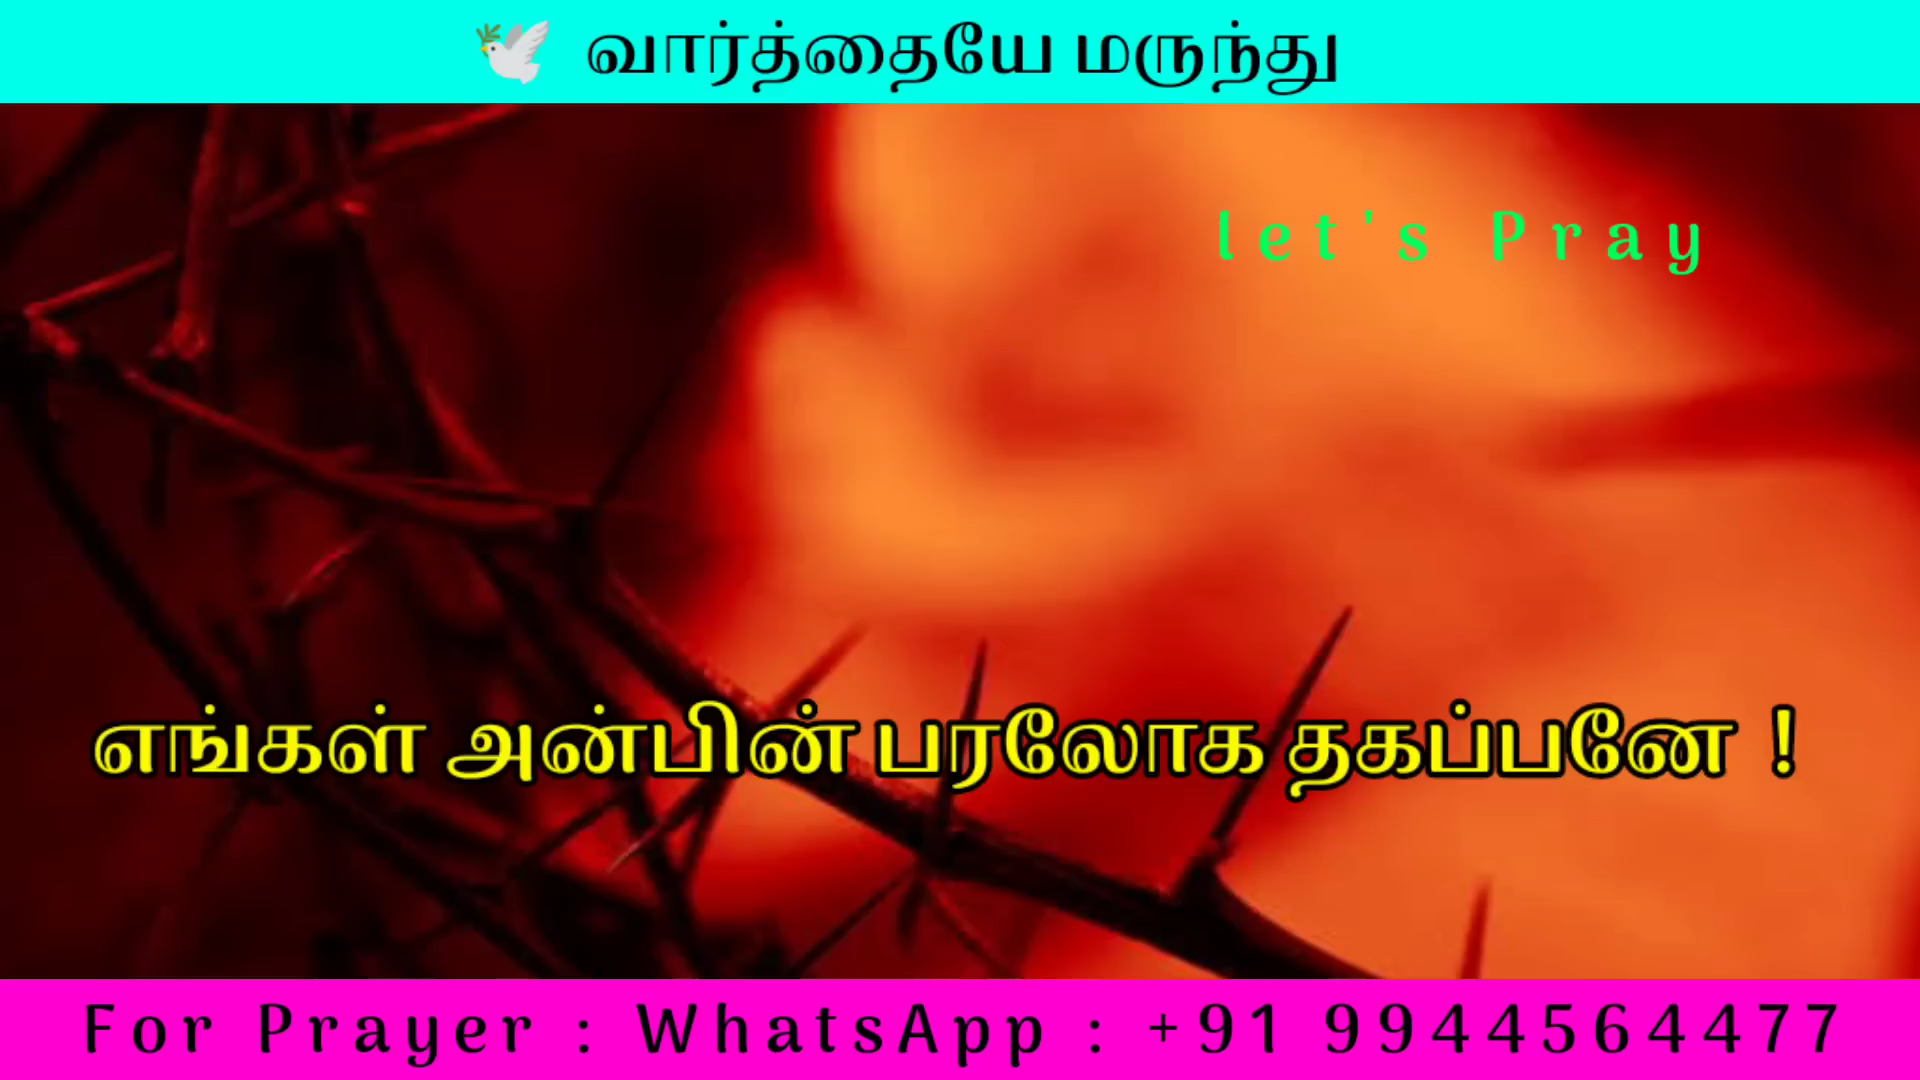 🕊 வார்த்தையே மருந்து
let's Pray
எங்கள் அன்பின் பரலோக தகப்பனே !
For Prayer : WhatsApp : +91 9944564477